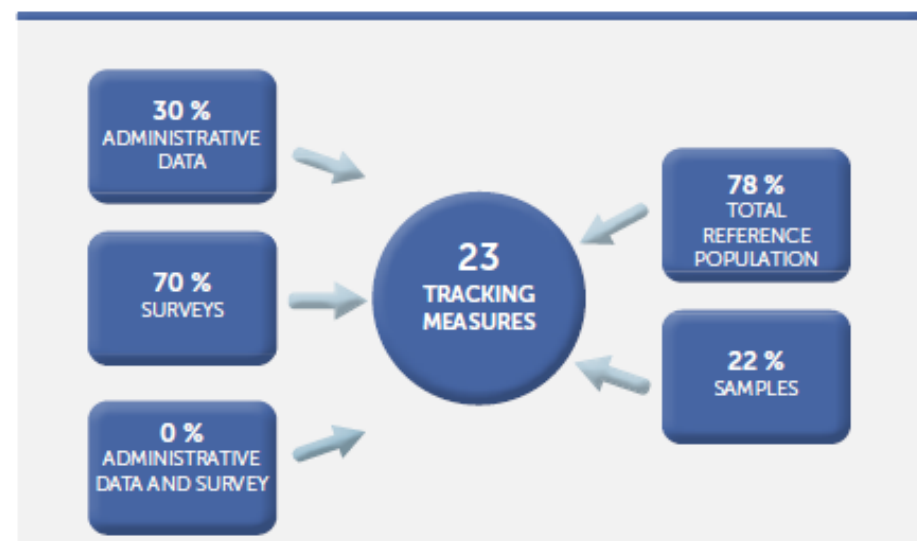 30 %
ADMINISTRATIVE
DATA
70 %
SURVEYS
0 %
ADMINISTRATIVE
DATA AND SURVEY
23
TRACKING
MEASURES
78 %
TOTAL
REFERENCE
POPULATION
22 %
SAMPLES